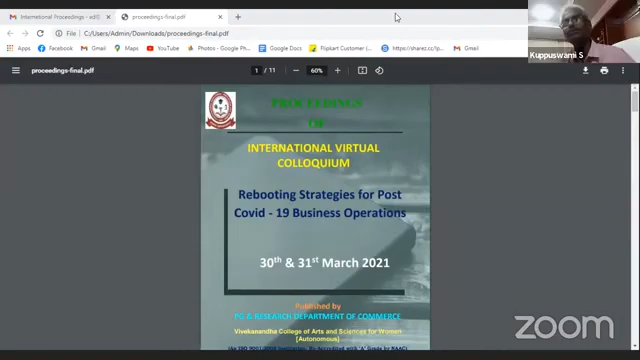 International Proceedings - xdl0
proceedings-final.pdf
File
C:/Users/Admin/Downloads/proceedings-final.pdf
Gmail
YouTube
Maps
Photos - Google Ph...
Google Docs
Flipkart Customer (...
https://sharez.cc/lp...
Gmail
Kuppuswami S
proceedings-final.pdf
1 / 11
60%
PROCEEDINGS
OF
INTERNATIONAL VIRTUAL
COLLOQUIUM
Rebooting Strategies for Post
Covid - 19 Business Operations
30th & 31st March 2021
Published by
PG & RESEARCH DEPARTMENT OF COMMERCE
Vivekanandha College of Arts and Sciences for Women
[Autonomous]
zoom